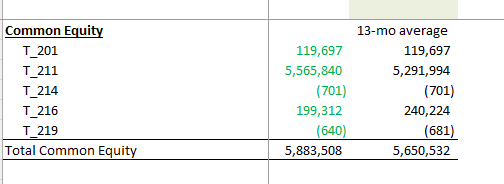 Common Equity 13-mo average
T_201 119,697 119,697
T_211 5,565,840 5,291,994
T_214 (701) (701)
T_216 199,312 240,224
T_219 (640) (681)
Total Common Equity 5,883,508 5,650,532